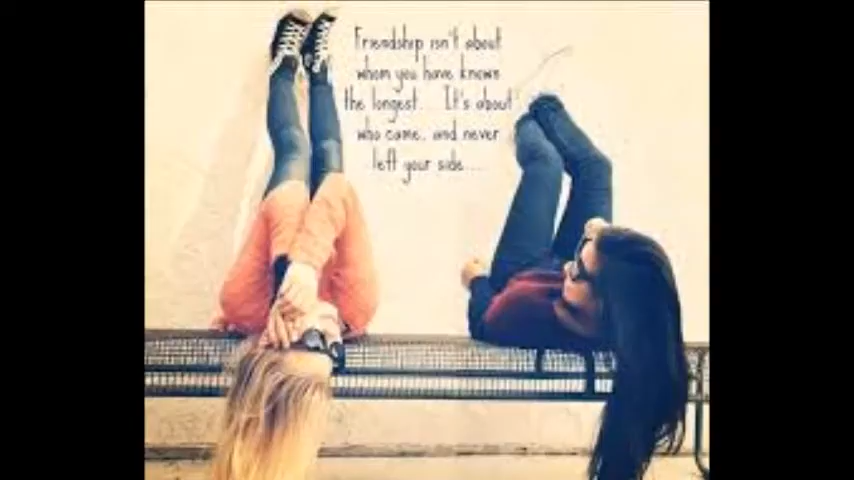 Friendship isn't about
whom you have known
the longest... It's about
who came, and never
left your side....